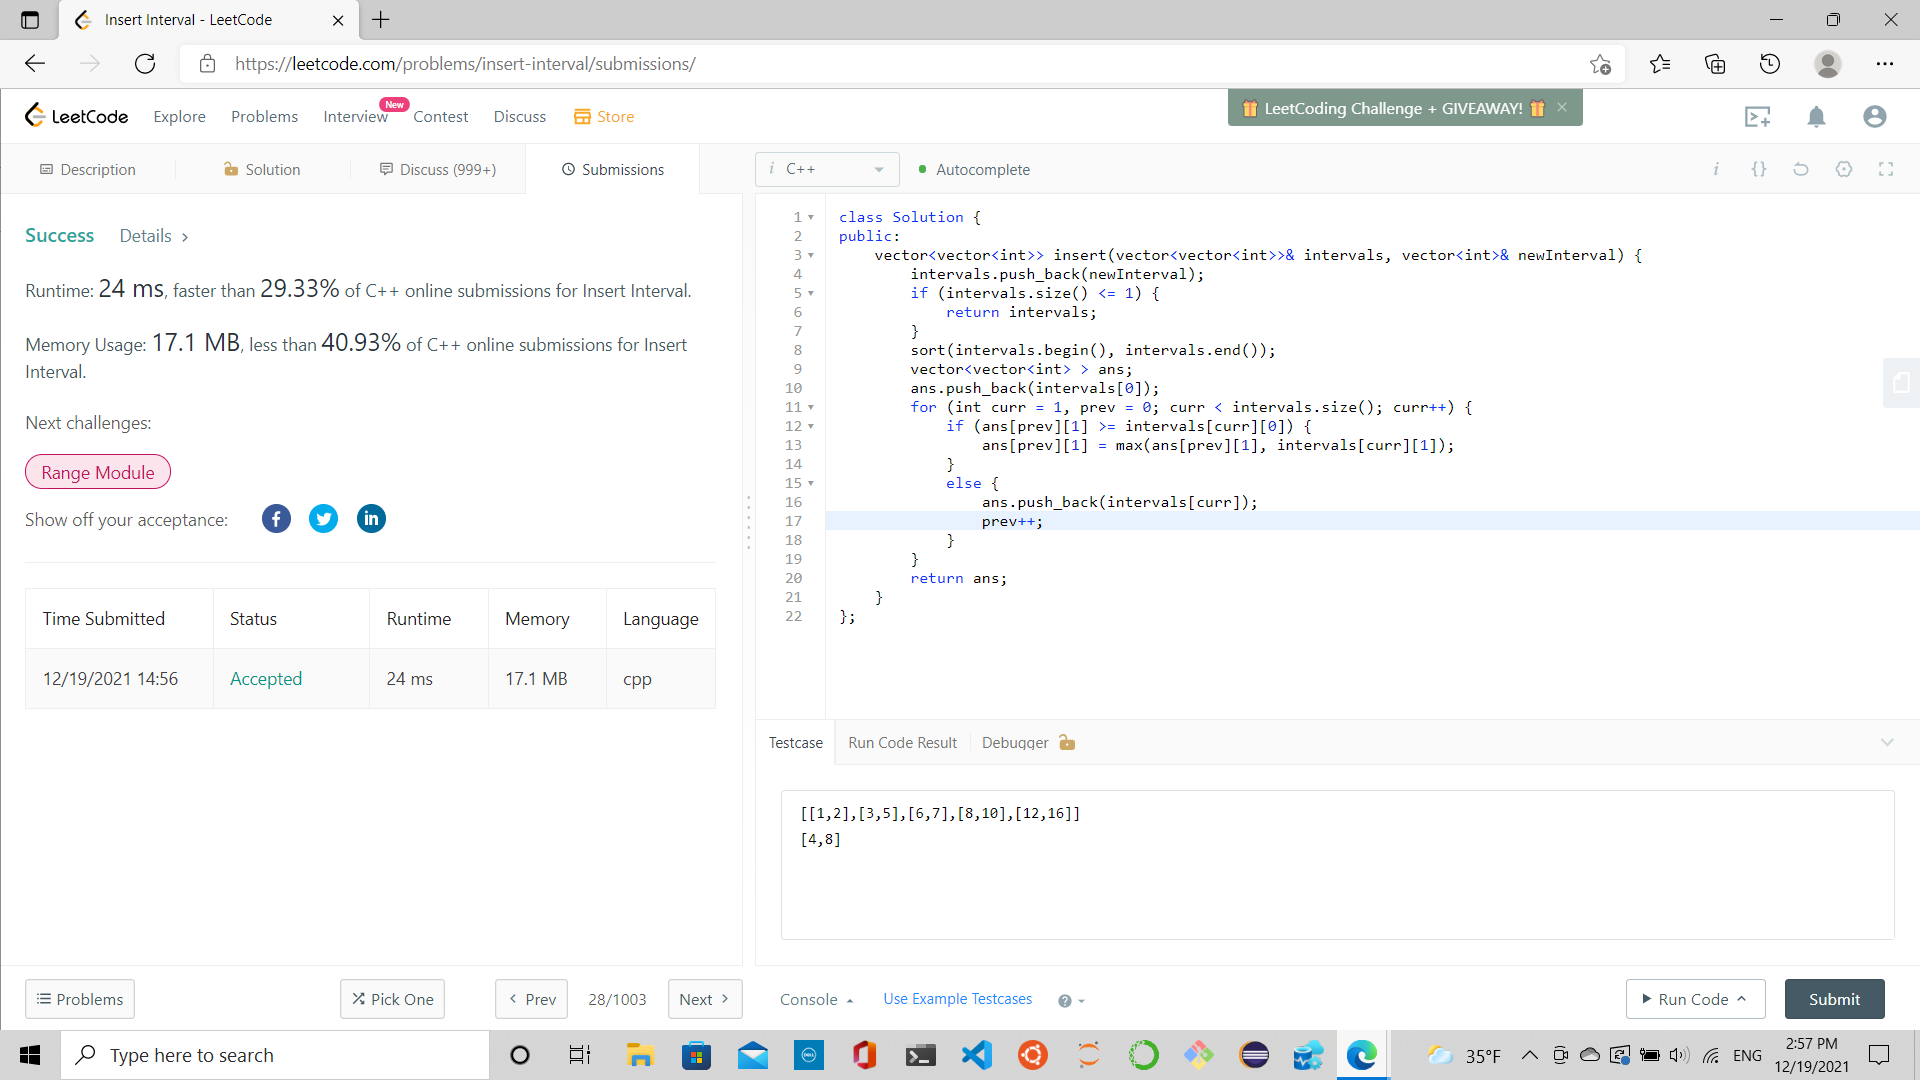 Insert Interval - LeetCode
https://leetcode.com/problems/insert-interval/submissions/
LeetCode
Explore
Problems
Interview
New
Contest
Discuss
Store
LeetCoding Challenge + GIVEAWAY!
Description
Solution
Discuss (999+)
Submissions
i C++
Autocomplete
i {}
Success Details >
Runtime: 24 ms, faster than 29.33% of C++ online submissions for Insert Interval.
Memory Usage: 17.1 MB, less than 40.93% of C++ online submissions for Insert
Interval.
Next challenges:
Range Module
Show off your acceptance:
Time Submitted Status Runtime Memory Language
12/19/2021 14:56 Accepted 24 ms 17.1 MB cpp
1 class Solution {
2 public:
3     vector<vector<int>> insert(vector<vector<int>>& intervals, vector<int>& newInterval) {
4         intervals.push_back(newInterval);
5         if (intervals.size() <= 1) {
6             return intervals;
7         }
8         sort(intervals.begin(), intervals.end());
9         vector<vector<int> > ans;
10         ans.push_back(intervals[0]);
11         for (int curr = 1, prev = 0; curr < intervals.size(); curr++) {
12             if (ans[prev][1] >= intervals[curr][0]) {
13                 ans[prev][1] = max(ans[prev][1], intervals[curr][1]);
14             }
15             else {
16                 ans.push_back(intervals[curr]);
17                 prev++;
18             }
19         }
20         return ans;
21     }
22 };
Testcase
Run Code Result
Debugger
[[1,2],[3,5],[6,7],[8,10],[12,16]]
[4,8]
Problems
Pick One
Prev
28/1003
Next
Console
Use Example Testcases
Run Code
Submit
Type here to search
DELL
35°F
ENG
2:57 PM
12/19/2021